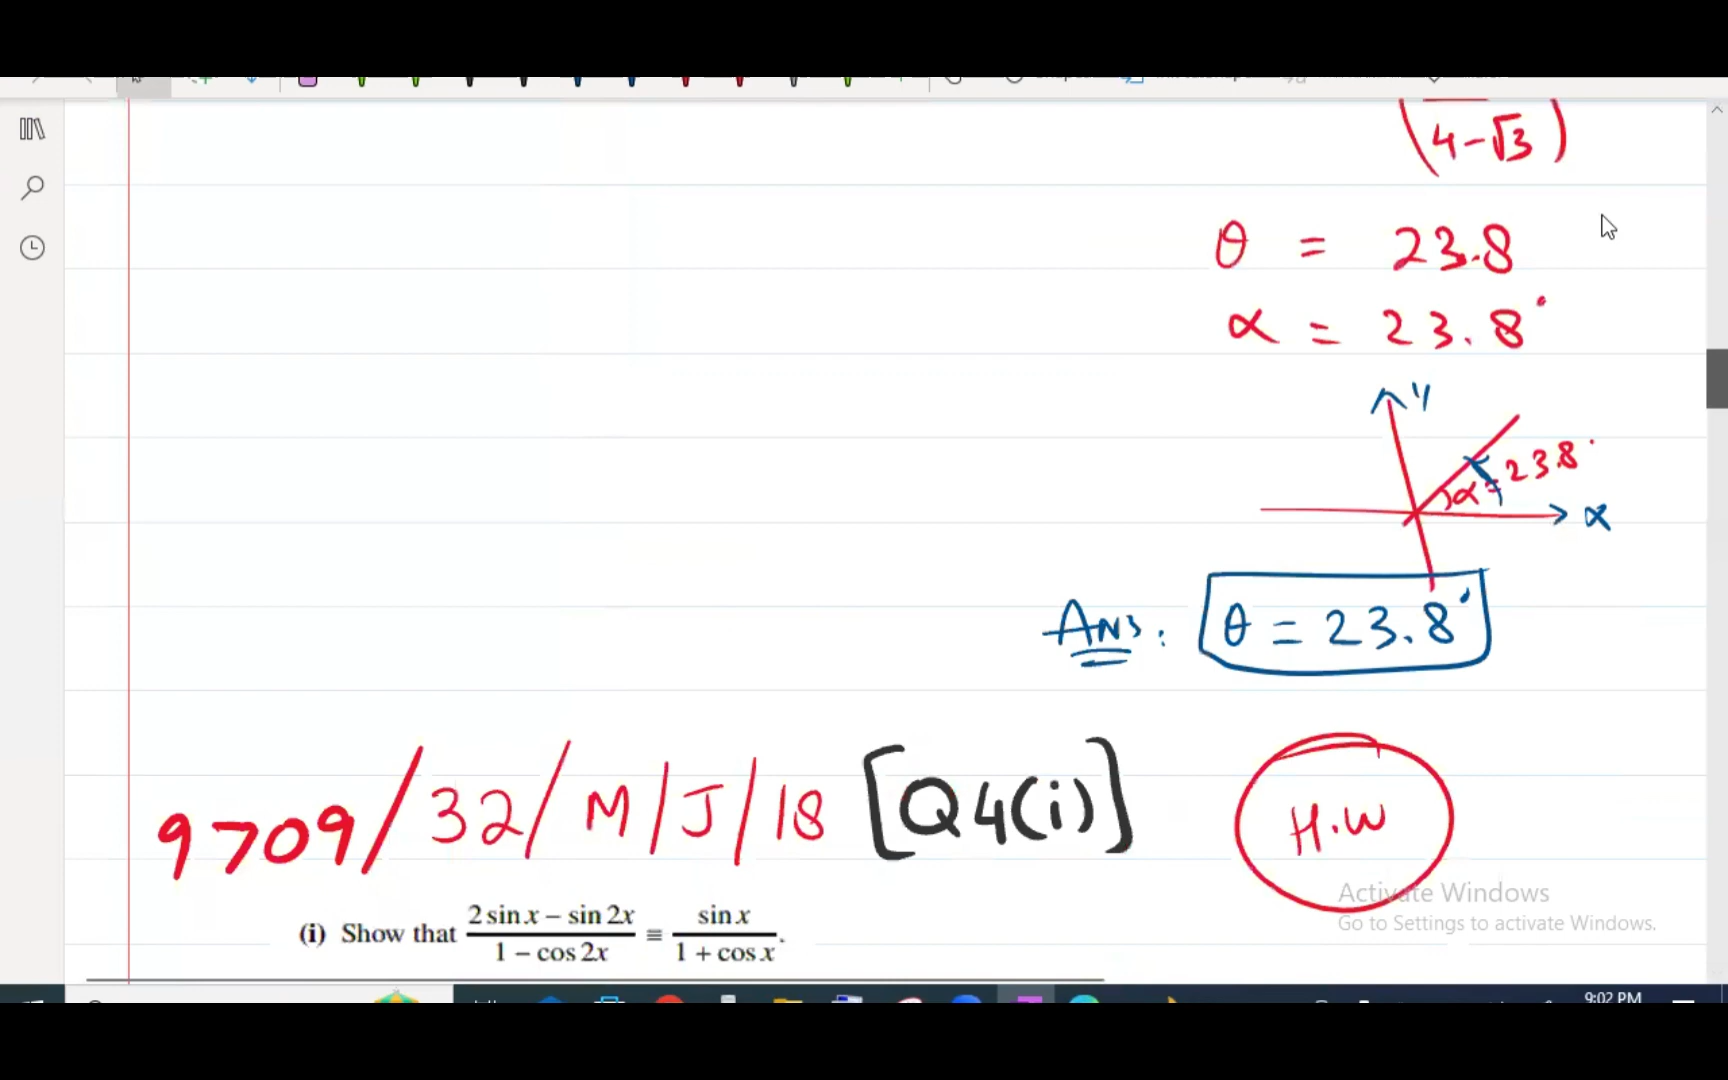 (4-√3)
θ = 23.8
α = 23.8°
y
α = 23.8°
x
Ans: θ = 23.8°
9709/32/M/J/18 [Q4(i)] H.W
Activate Windows
Go to Settings to activate Windows.
(i) Show that (2 sin x – sin 2x)/(1 – cos 2x) ≡ (sin x)/(1 + cos x).
9:02 PM